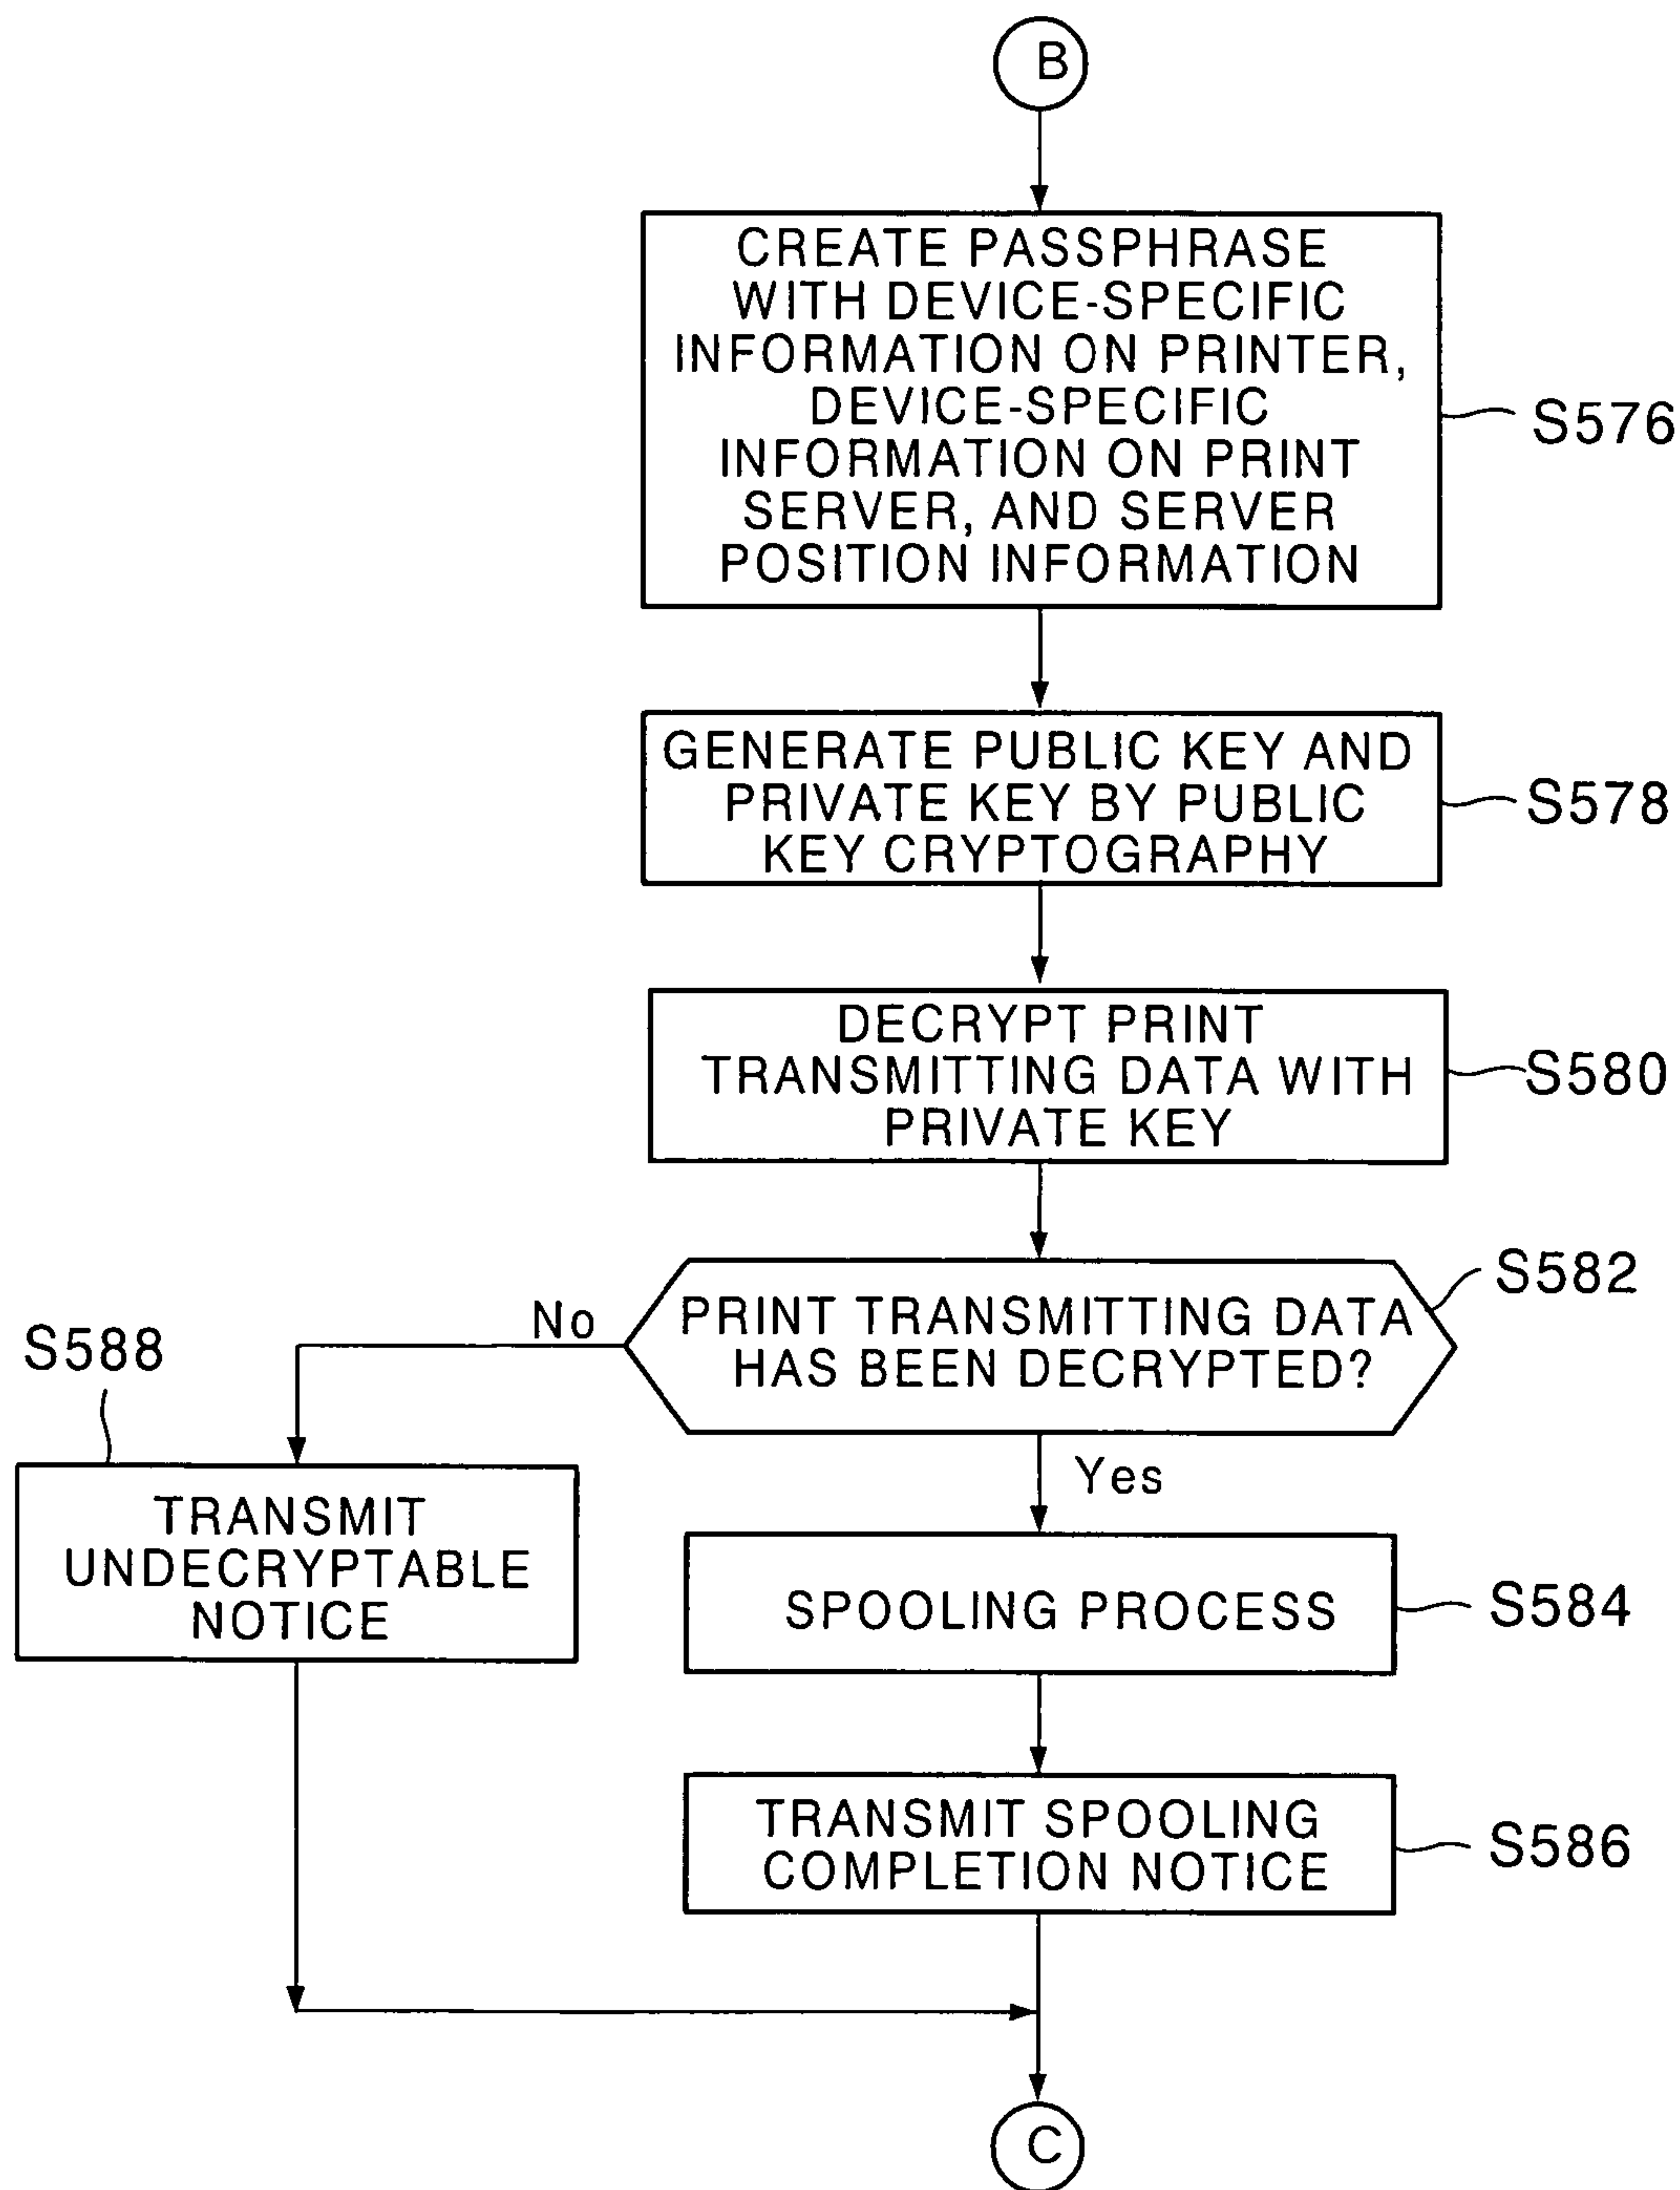 B
CREATE PASSPHRASE
WITH DEVICE-SPECIFIC
INFORMATION ON PRINTER,
DEVICE-SPECIFIC
INFORMATION ON PRINT
SERVER, AND SERVER
POSITION INFORMATION
S576
GENERATE PUBLIC KEY AND
PRIVATE KEY BY PUBLIC
KEY CRYPTOGRAPHY
S578
DECRYPT PRINT
TRANSMITTING DATA WITH
PRIVATE KEY
S580
S582
PRINT TRANSMITTING DATA
HAS BEEN DECRYPTED?
No
S588
Yes
TRANSMIT
UNDECRYPTABLE
NOTICE
SPOOLING PROCESS
S584
TRANSMIT SPOOLING
COMPLETION NOTICE
S586
C